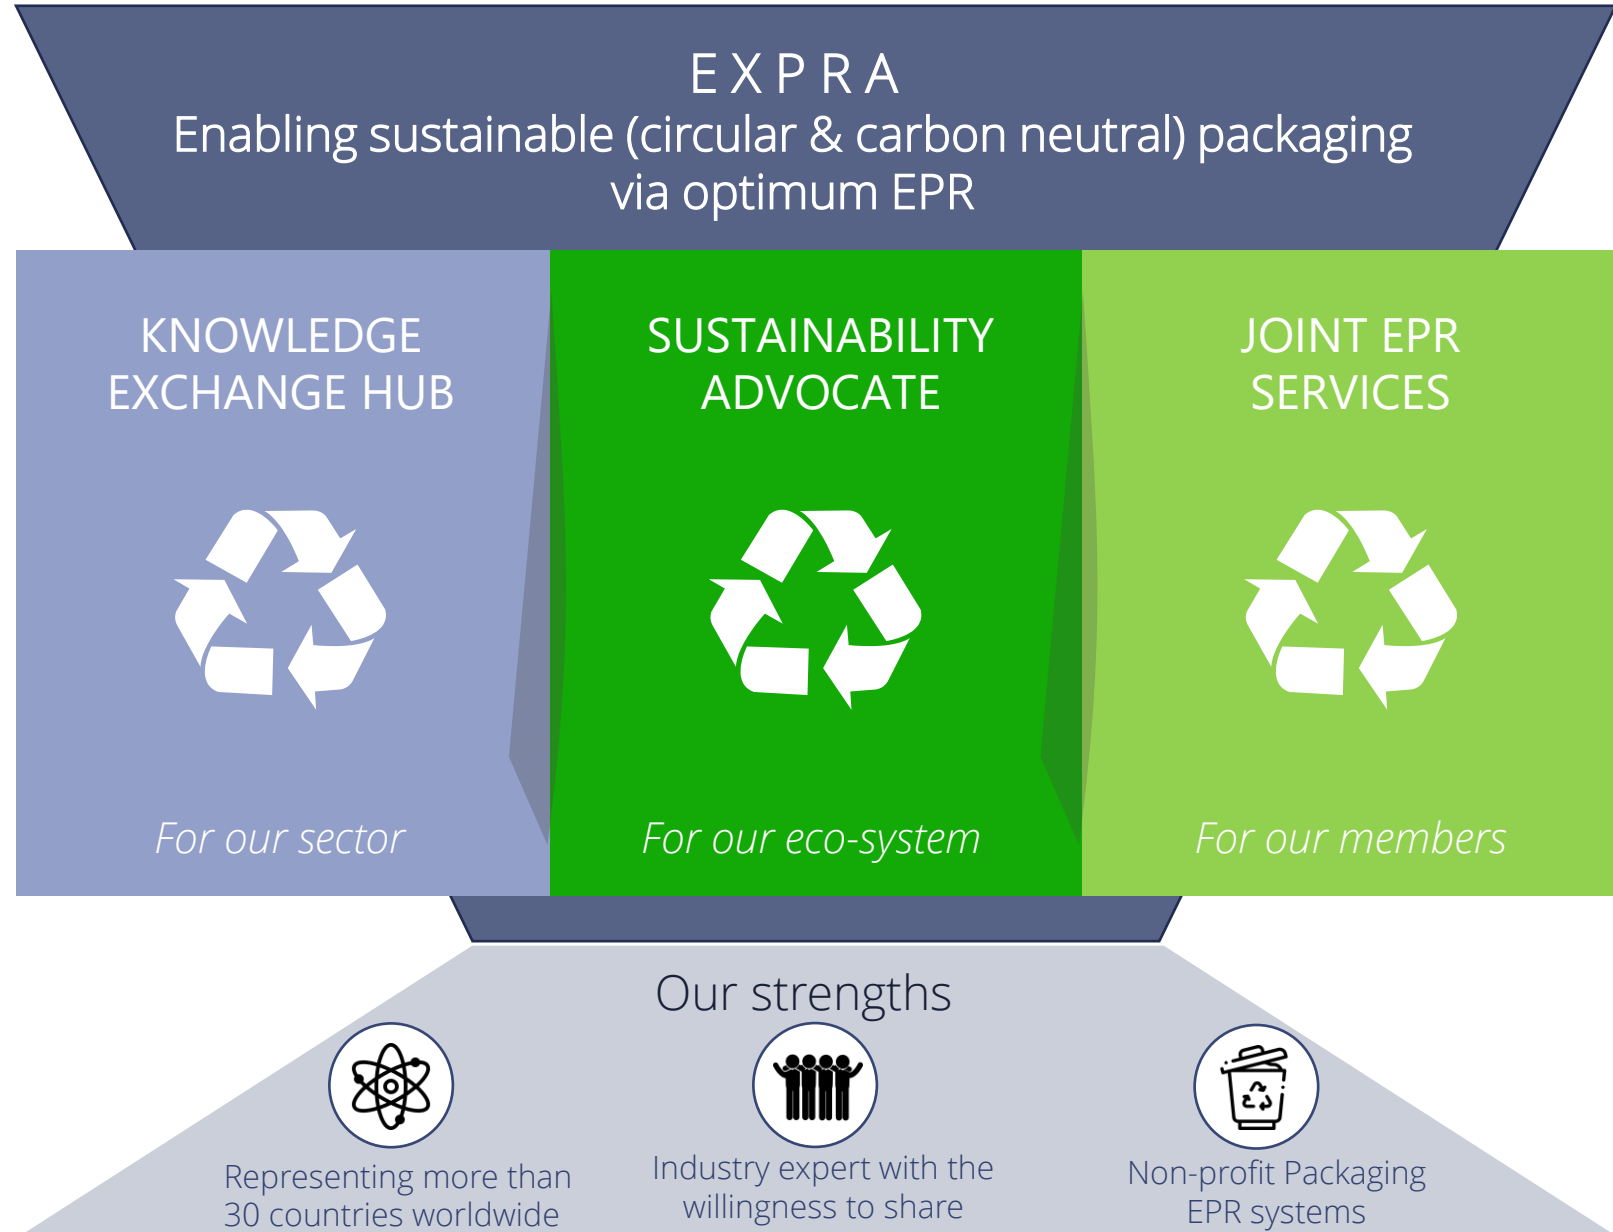 EXPRA
Enabling sustainable (circular & carbon neutral) packaging
via optimum EPR
KNOWLEDGE
EXCHANGE HUB
For our sector
SUSTAINABILITY
ADVOCATE
For our eco-system
JOINT EPR
SERVICES
For our members
Our strengths
Representing more than
30 countries worldwide
Industry expert with the
willingness to share
Non-profit Packaging
EPR systems